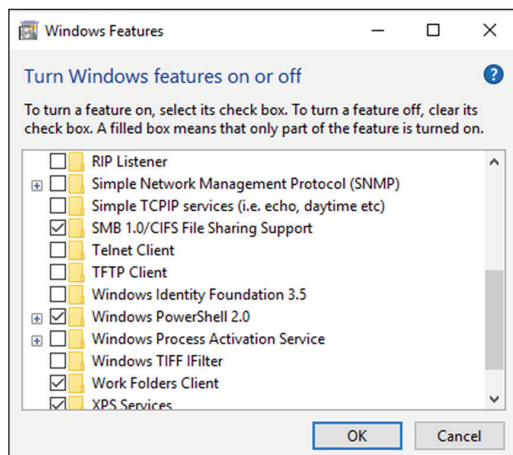 Windows Features
Turn Windows features on or off
To turn a feature on, select its check box. To turn a feature off, clear its
check box. A filled box means that only part of the feature is turned on.
RIP Listener
Simple Network Management Protocol (SNMP)
Simple TCPIP services (i.e. echo, daytime etc)
SMB 1.0/CIFS File Sharing Support
Telnet Client
TFTP Client
Windows Identity Foundation 3.5
Windows PowerShell 2.0
Windows Process Activation Service
Windows TIFF IFilter
Work Folders Client
XPS Services
OK Cancel